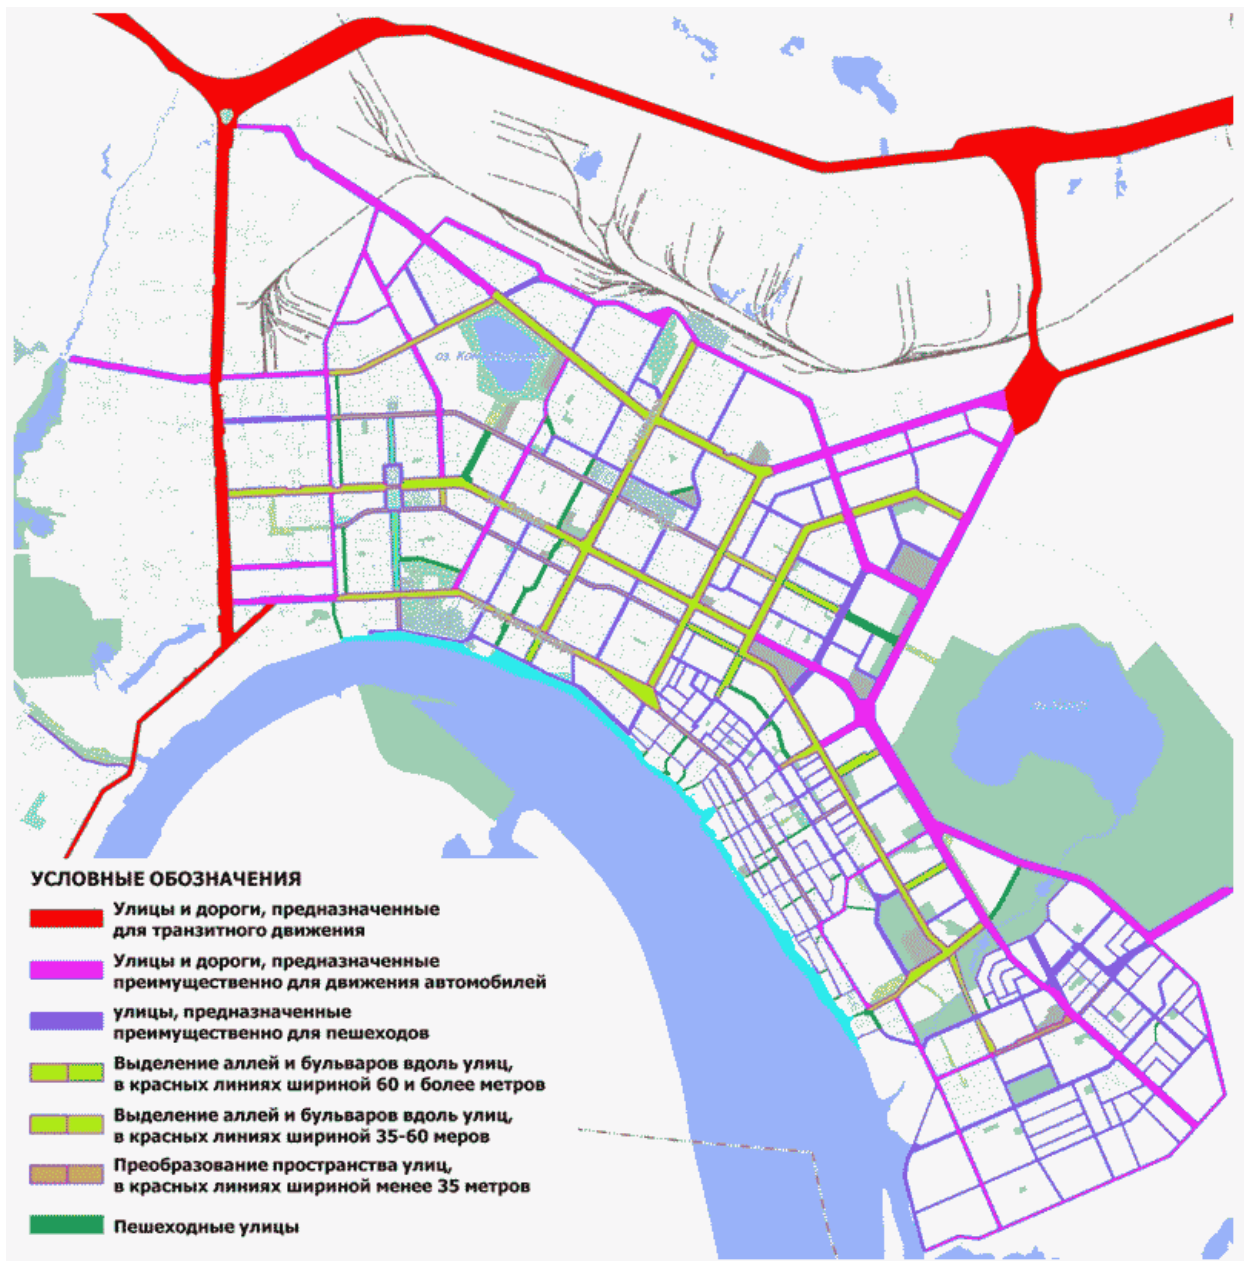 оз. Ком
УСЛОВНЫЕ ОБОЗНАЧЕНИЯ
Улицы и дороги, предназначенные
для транзитного движения
Улицы и дороги, предназначенные
преимущественно для движения автомобилей
улицы, предназначенные
преимущественно для пешеходов
Выделение аллей и бульваров вдоль улиц,
в красных линиях шириной 60 и более метров
Выделение аллей и бульваров вдоль улиц,
в красных линиях шириной 35-60 меров
Преобразование пространства улиц,
в красных линиях шириной менее 35 метров
Пешеходные улицы